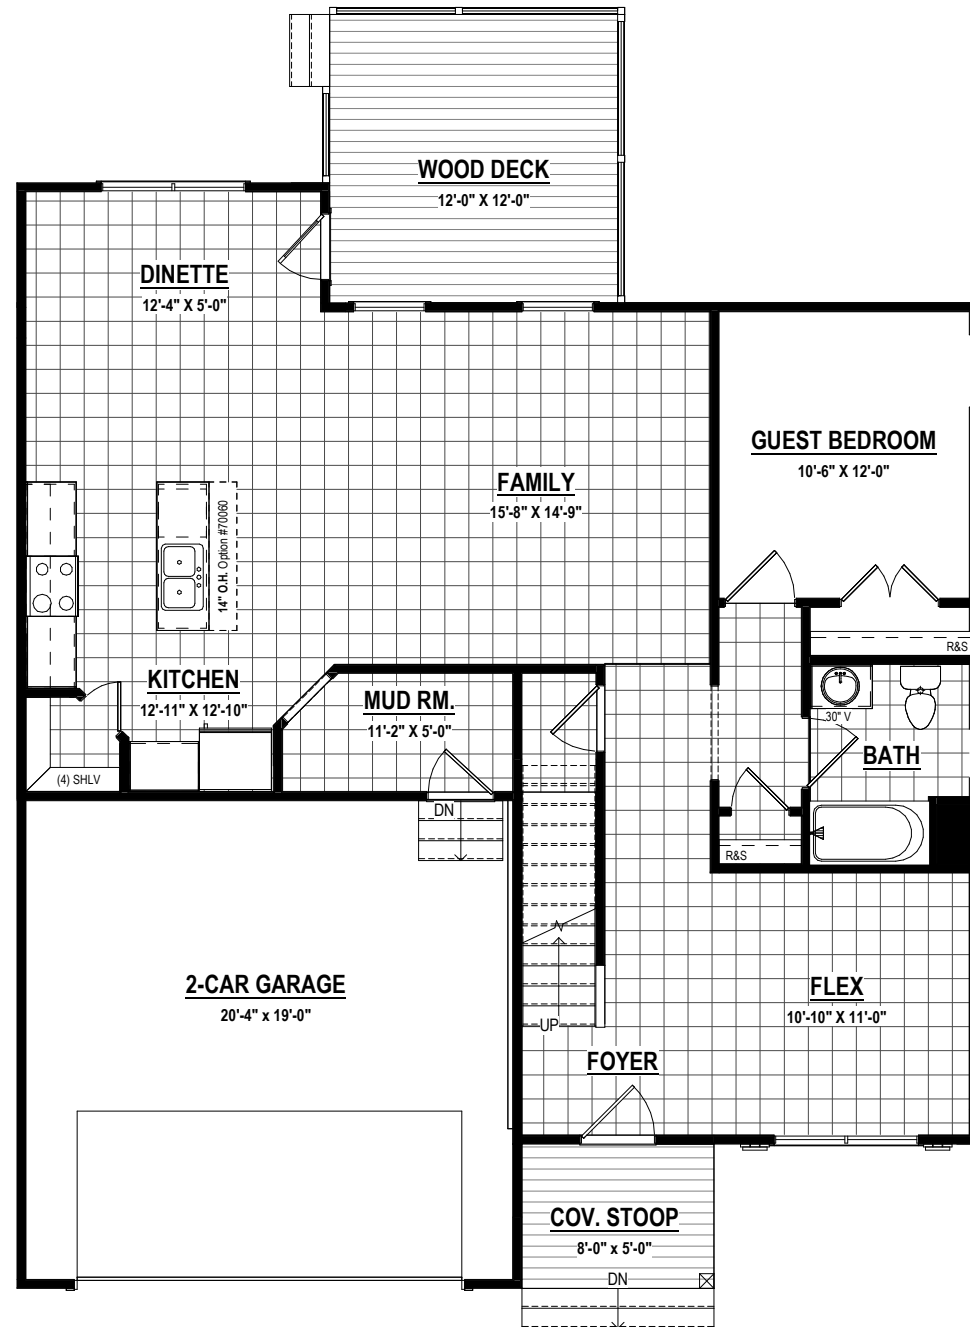 WOOD DECK
12'-0" X 12'-0"
DINETTE
12'-4" X 5'-0"
GUEST BEDROOM
10'-6" X 12'-0"
FAMILY
15'-8" X 14'-9"
14" O.H. Option #70060
R&S
KITCHEN
12'-11" X 12'-10"
MUD RM.
11'-2" X 5'-0"
30" V
BATH
(4) SHLV
DN
R&S
2-CAR GARAGE
20'-4" x 19'-0"
FLEX
10'-10" X 11'-0"
UP
FOYER
COV. STOOP
8'-0" x 5'-0"
DN